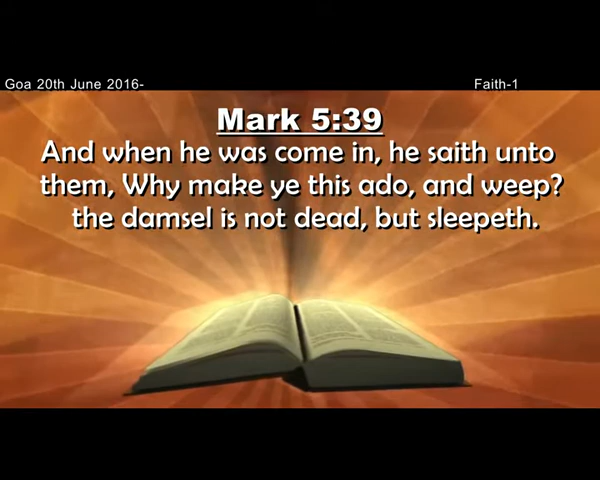 Goa 20th June 2016-
Faith-1
Mark 5:39
And when he was come in, he saith unto
them, Why make ye this ado, and weep?
the damsel is not dead, but sleepeth.